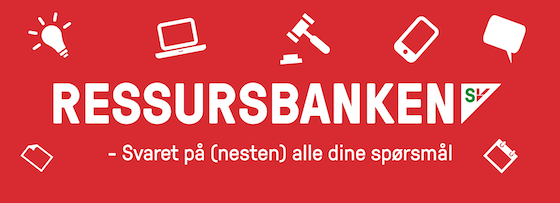 RESSURSBANKEN SV
- Svaret på (nesten) alle dine spørsmål